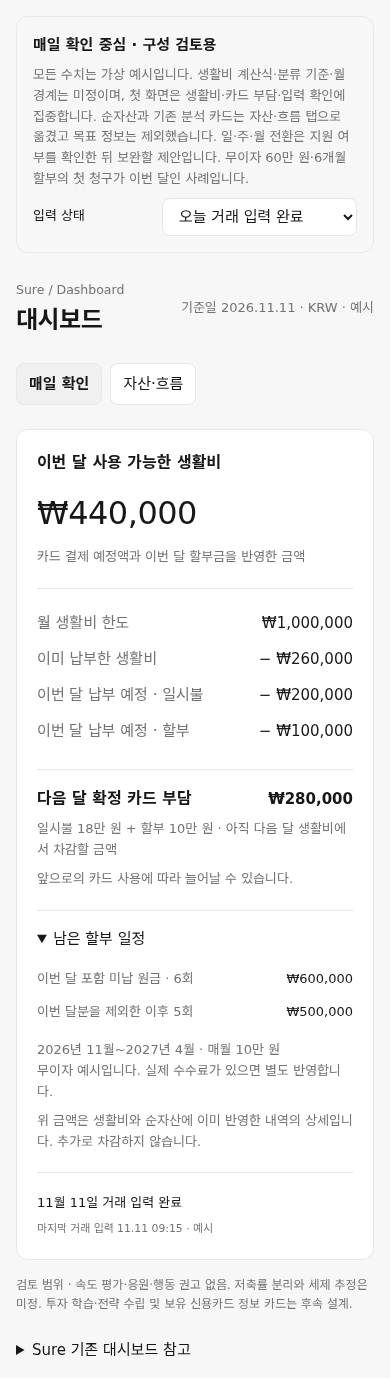 매일 확인 중심 · 구성 검토용
모든 수치는 가상 예시입니다. 생활비 계산식·분류 기준·월
경계는 미정이며, 첫 화면은 생활비·카드 부담·입력 확인에
집중합니다. 순자산과 기존 분석 카드는 자산·흐름 탭으로
옮겼고 목표 정보는 제외했습니다. 일·주·월 전환은 지원 여
부를 확인한 뒤 보완할 제안입니다. 무이자 60만 원·6개월
할부의 첫 청구가 이번 달인 사례입니다.
입력 상태
오늘 거래 입력 완료
Sure / Dashboard
대시보드
기준일 2026.11.11 · KRW · 예시
매일 확인
자산·흐름
이번 달 사용 가능한 생활비
₩440,000
카드 결제 예정액과 이번 달 할부금을 반영한 금액
월 생활비 한도 ₩1,000,000
이미 납부한 생활비 − ₩260,000
이번 달 납부 예정 · 일시불 − ₩200,000
이번 달 납부 예정 · 할부 − ₩100,000
다음 달 확정 카드 부담 ₩280,000
일시불 18만 원 + 할부 10만 원 · 아직 다음 달 생활비에
서 차감할 금액
앞으로의 카드 사용에 따라 늘어날 수 있습니다.
▼ 남은 할부 일정
이번 달 포함 미납 원금 · 6회 ₩600,000
이번 달분을 제외한 이후 5회 ₩500,000
2026년 11월~2027년 4월 · 매월 10만 원
무이자 예시입니다. 실제 수수료가 있으면 별도 반영합니
다.
위 금액은 생활비와 순자산에 이미 반영한 내역의 상세입니
다. 추가로 차감하지 않습니다.
11월 11일 거래 입력 완료
마지막 거래 입력 11.11 09:15 · 예시
검토 범위 · 속도 평가·응원·행동 권고 없음. 저축률 분리와 세제 추정은
미정. 투자 학습·전략 수립 및 보유 신용카드 정보 카드는 후속 설계.
▶ Sure 기존 대시보드 참고